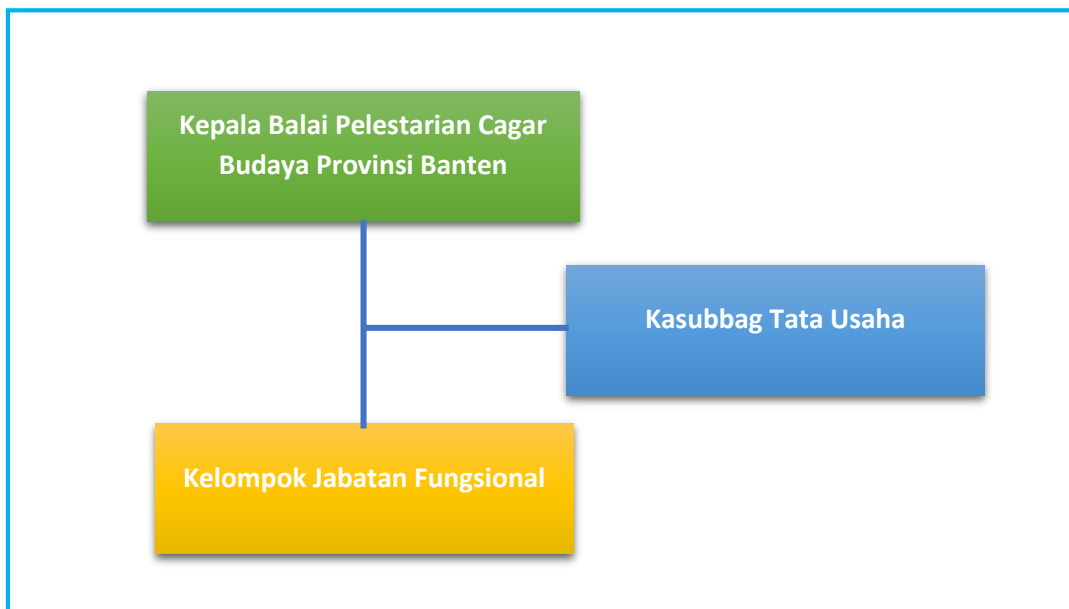 Kepala Balai Pelestarian Cagar
Budaya Provinsi Banten
Kasubbag Tata Usaha
Kelompok Jabatan Fungsional